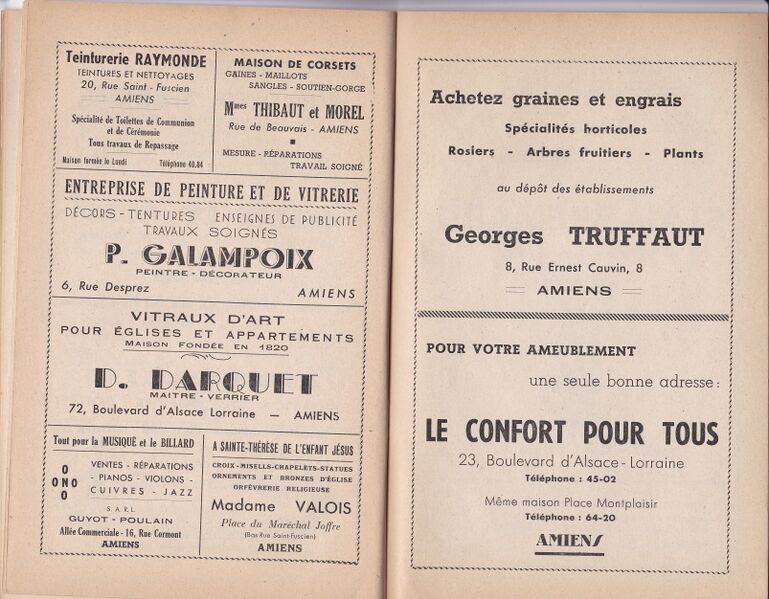 Teinturerie RAYMONDE
TEINTURES ET NETTOYAGES
20, Rue Saint - Fuscien
AMIENS
Spécialité de Toilettes de Communion
et de Cérémonie
Tous travaux de Repassage
Maison fermée le Lundi Téléphone 40.84
MAISON DE CORSETS
GAINES - MAILLOTS
SANGLES - SOUTIEN-GORGE
Mmes THIBAUT et MOREL
Rue de Beauvais - AMIENS
MESURE - RÉPARATIONS
TRAVAIL SOIGNÉ
ENTREPRISE DE PEINTURE ET DE VITRERIE
DÉCORS - TENTURES ENSEIGNES DE PUBLICITÉ
TRAVAUX SOIGNÉS
P. GALAMPOIX
PEINTRE - DÉCORATEUR
6, Rue Desprez AMIENS
VITRAUX D'ART
POUR ÉGLISES ET APPARTEMENTS
MAISON FONDÉE EN 1820
D. DARQUET
MAITRE - VERRIER
72, Boulevard d'Alsace Lorraine — AMIENS
Tout pour la MUSIQUE et le BILLARD
O
O N O
O
VENTES - RÉPARATIONS
- PIANOS - VIOLONS -
CUIVRES - JAZZ
S.A.R.L.
GUYOT - POULAIN
Allée Commerciale - 16, Rue Cormont
AMIENS
A SAINTE-THÉRÈSE DE L'ENFANT JÉSUS
CROIX-MISELLS-CHAPELÈTS-STATUES
ORNEMENTS ET BRONZES D'ÉGLISE
ORFÉVRERIE RELIGIEUSE
Madame VALOIS
Place du Maréchal Joffre
(Bas Rue Saint-Fuscien)
AMIENS
Achetez graines et engrais
Spécialités horticoles
Rosiers - Arbres fruitiers - Plants
au dépôt des établissements
Georges TRUFFAUT
8, Rue Ernest Cauvin, 8
AMIENS
POUR VOTRE AMEUBLEMENT
une seule bonne adresse :
LE CONFORT POUR TOUS
23, Boulevard d'Alsace - Lorraine
Téléphone : 45-02
Même maison Place Montplaisir
Téléphone : 64-20
AMIENS